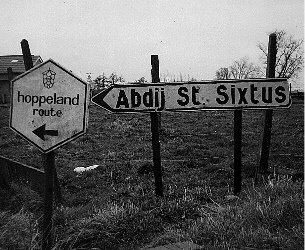 hoppeland
route
Abdij St. Sixtus